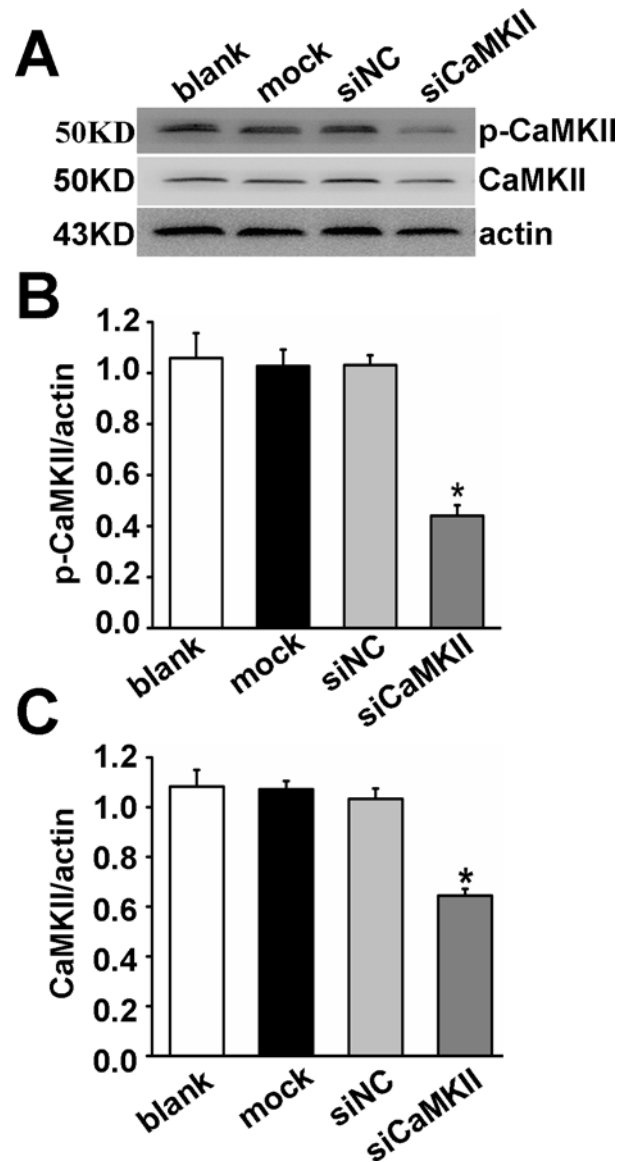 A
blank mock siNC siCaMKII
50KD p-CaMKII
50KD CaMKII
43KD actin
B
p-CaMKII/actin
1.2
1.0
0.8
0.6
0.4
0.2
0.0
*
blank mock siNC siCaMKII
C
CaMKII/actin
1.2
1.0
0.8
0.6
0.4
0.2
0.0
*
blank mock siNC siCaMKII